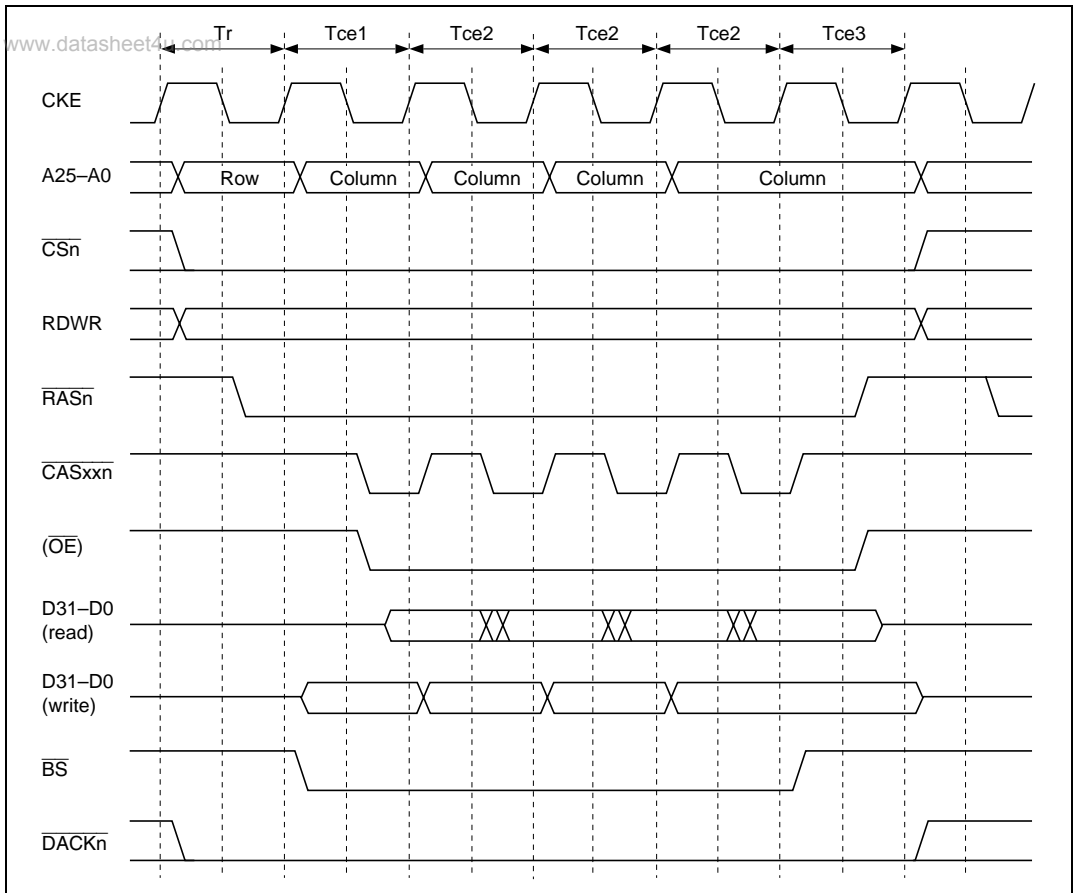 www.datasheet4u.com
Tr Tce1 Tce2 Tce2 Tce2 Tce3
CKE
A25–A0 Row Column Column Column Column
CSn
RDWR
RASn
CASxxn
(OE)
D31–D0
(read)
D31–D0
(write)
BS
DACKn